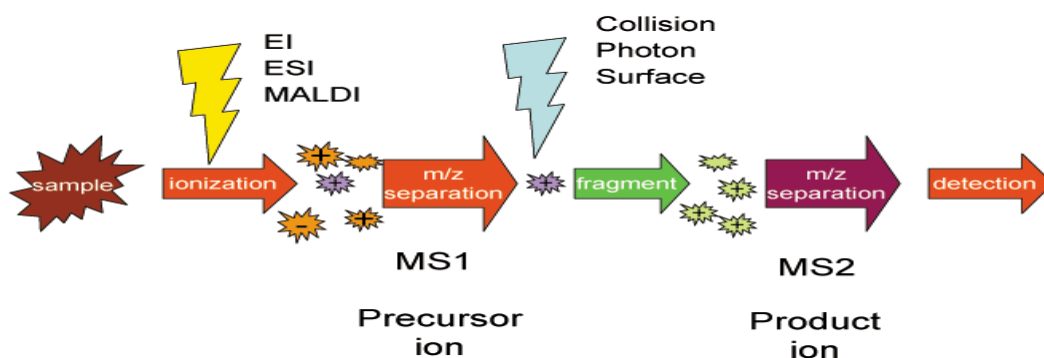 EI
ESI
MALDI
Collision
Photon
Surface
sample
ionization
+
+
-
+
m/z
separation
+
fragment
+
+
+
m/z
separation
detection
MS1
MS2
Precursor
ion
Product
ion